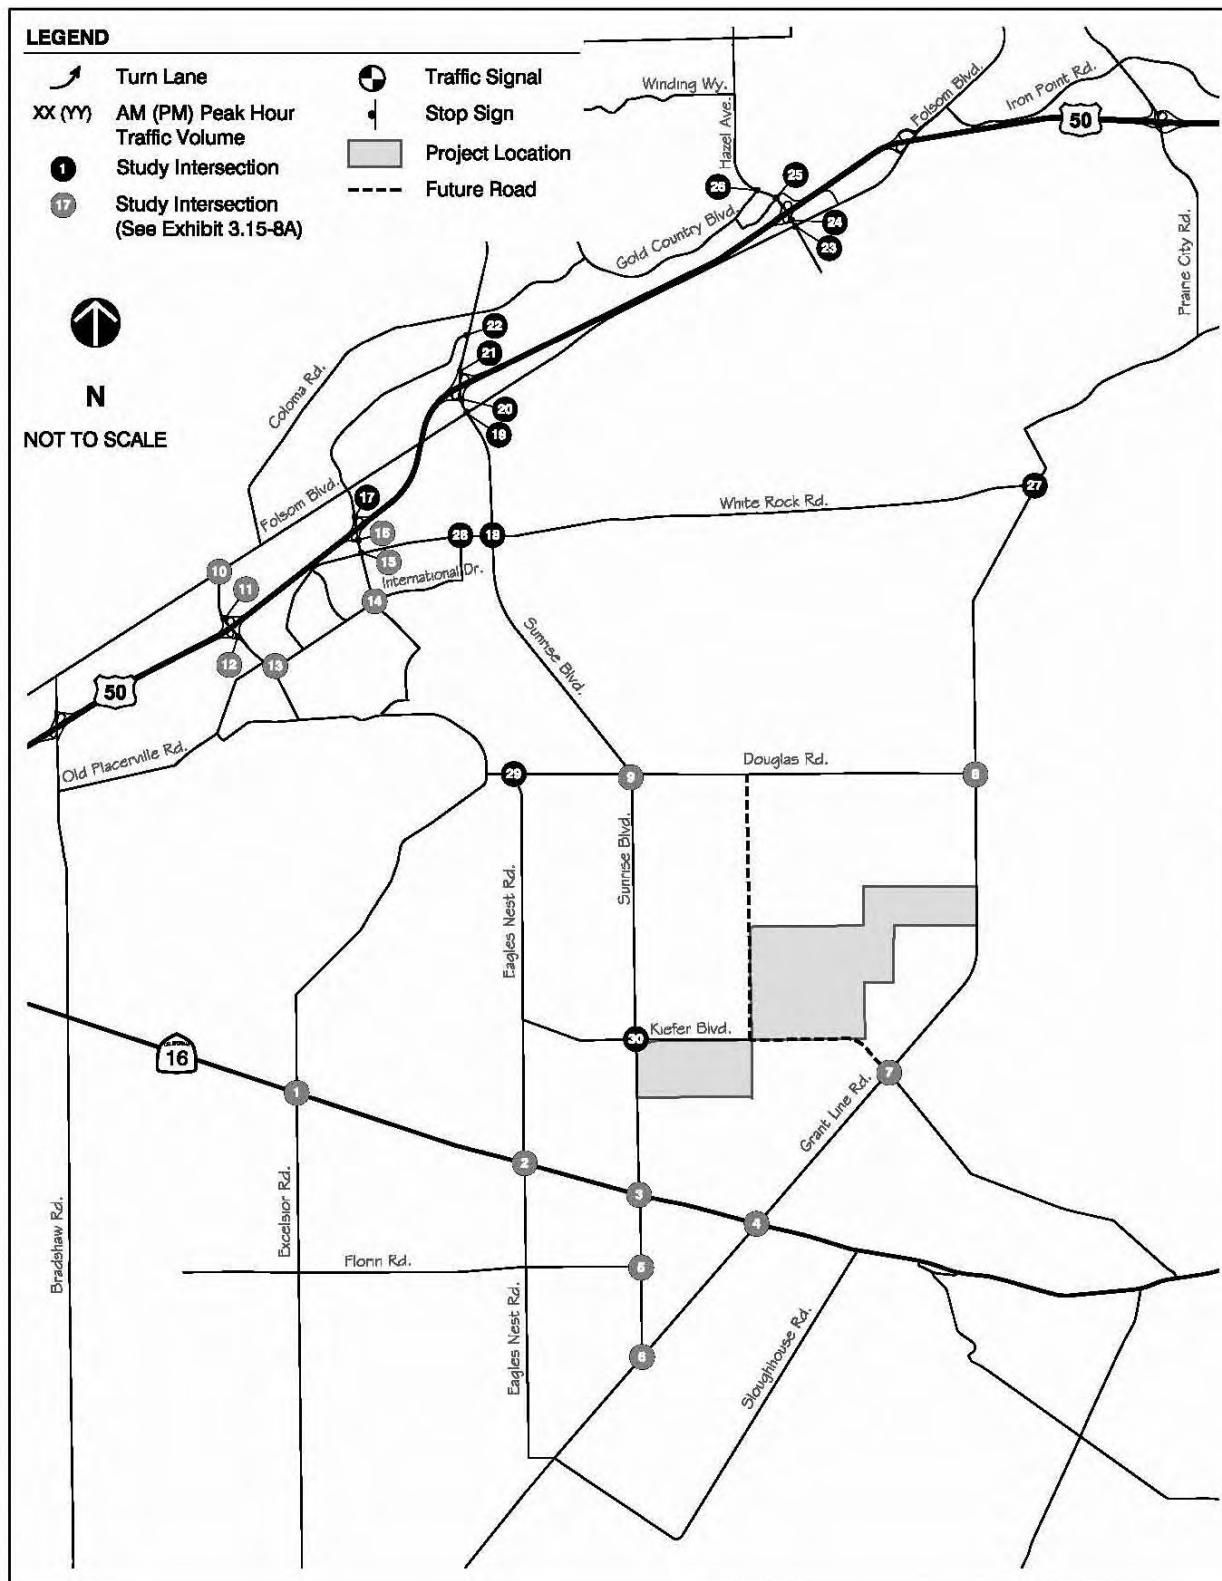 LEGEND
Turn Lane
XX (YY) AM (PM) Peak Hour
Traffic Volume
1 Study Intersection
17 Study Intersection
(See Exhibit 3.15-8A)
Traffic Signal
Stop Sign
Project Location
Future Road
N
NOT TO SCALE
Winding Wy.
Hazel Ave.
Folsom Blvd.
Iron Point Rd.
50
Prairie City Rd.
26
25
24
23
Gold Country Blvd.
22
21
20
19
Coloma Rd.
Folsom Blvd.
17
16
15
28
18
White Rock Rd.
27
International Dr.
10
11
14
12
13
50
Sunrise Blvd.
Old Placerville Rd.
29
9
Douglas Rd.
8
Eagles Nest Rd.
Sunrise Blvd.
30
Kiefer Blvd.
CALIFORNIA
16
1
7
Grant Line Rd.
2
3
4
Bradshaw Rd.
Excelsior Rd.
Florin Rd.
5
Eagles Nest Rd.
6
Sloughhouse Rd.